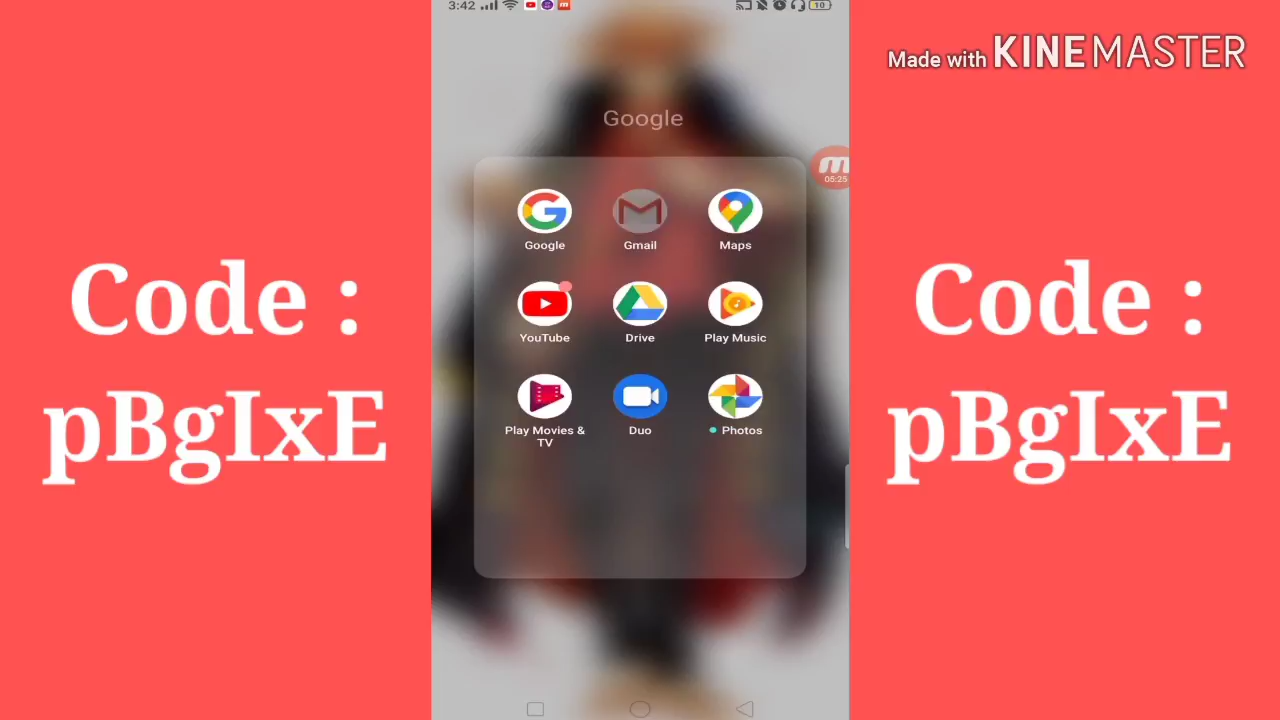 3:42
10
Made with KINEMASTER
Google
05:25
Google
Gmail
Maps
YouTube
Drive
Play Music
Play Movies &
TV
Duo
Photos
Code :
pBgIxE
Code :
pBgIxE